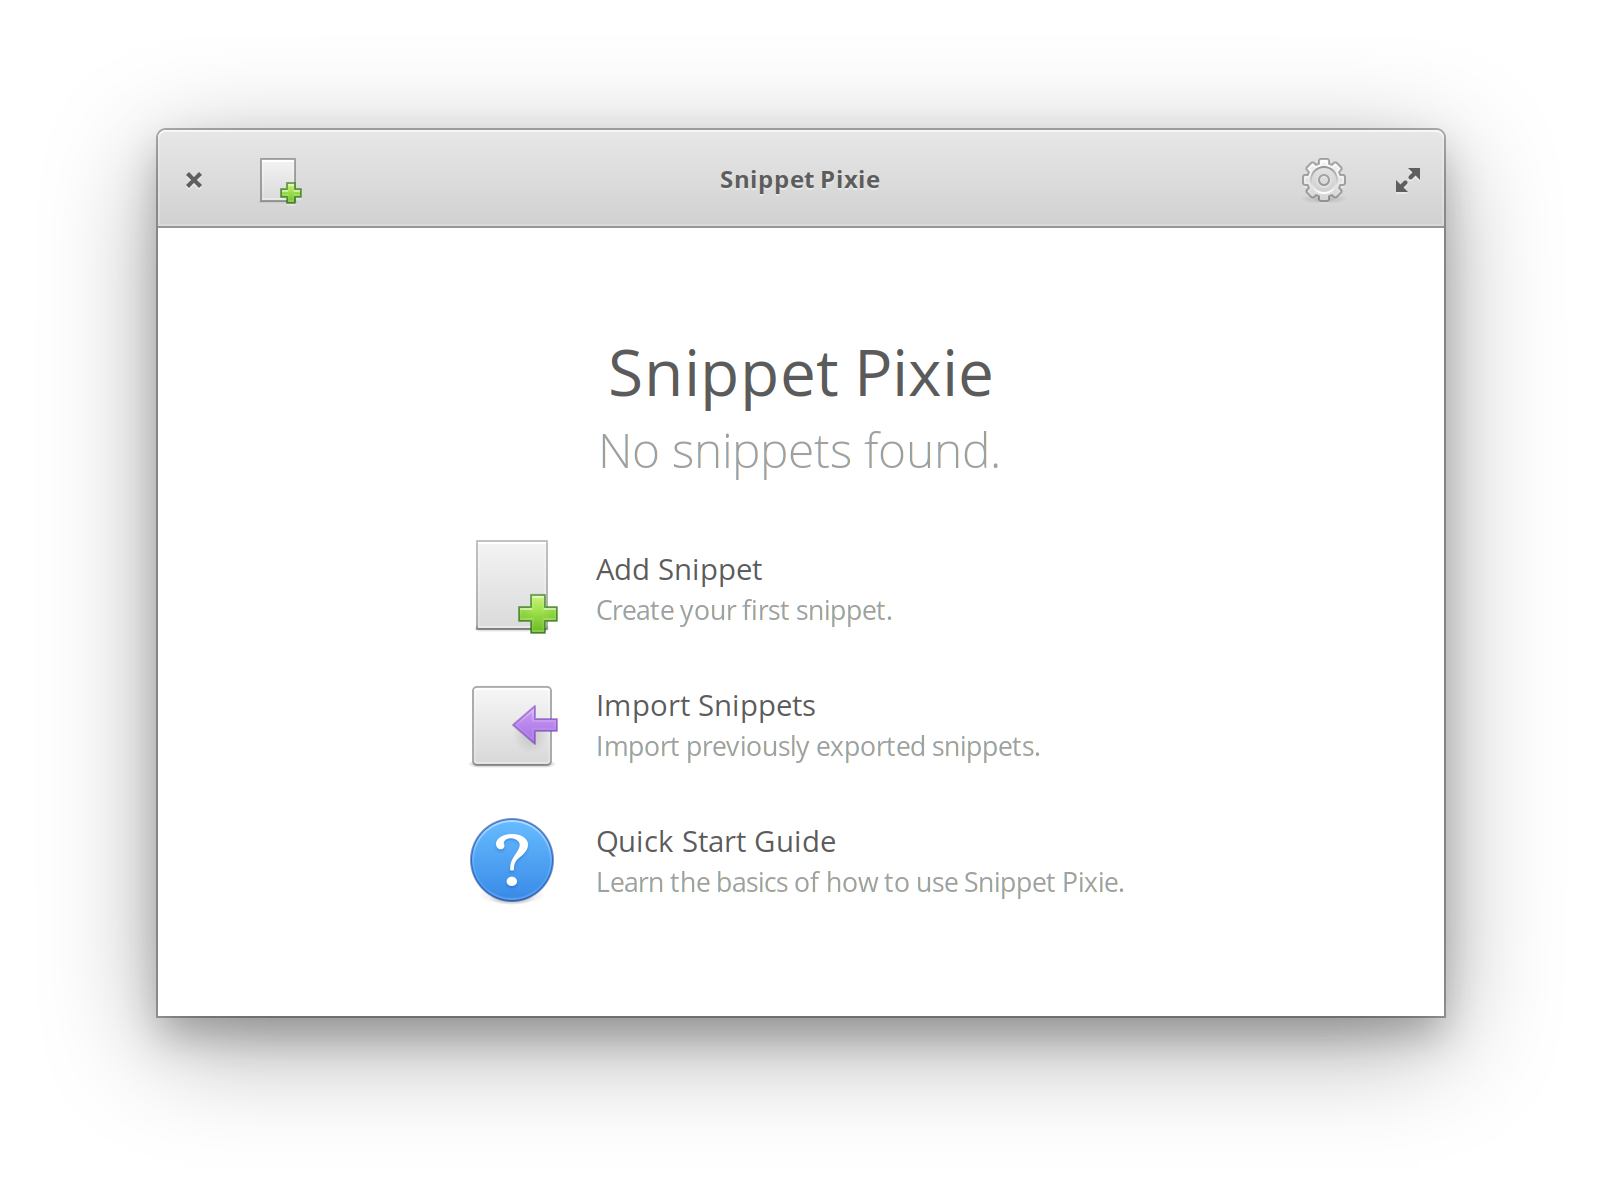 Snippet Pixie
Snippet Pixie
No snippets found.
Add Snippet
Create your first snippet.
Import Snippets
Import previously exported snippets.
Quick Start Guide
Learn the basics of how to use Snippet Pixie.